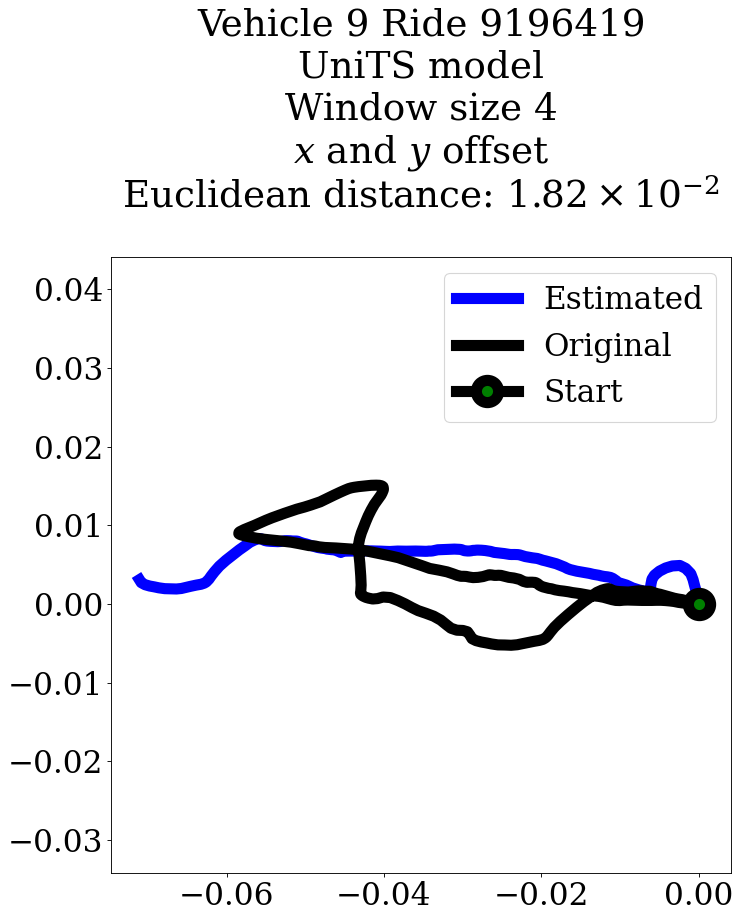 Vehicle 9 Ride 9196419
UniTS model
Window size 4
x and y offset
Euclidean distance: 1.82 × 10⁻²
Estimated
Original
Start
0.04
0.03
0.02
0.01
0.00
−0.01
−0.02
−0.03
−0.06 −0.04 −0.02 0.00